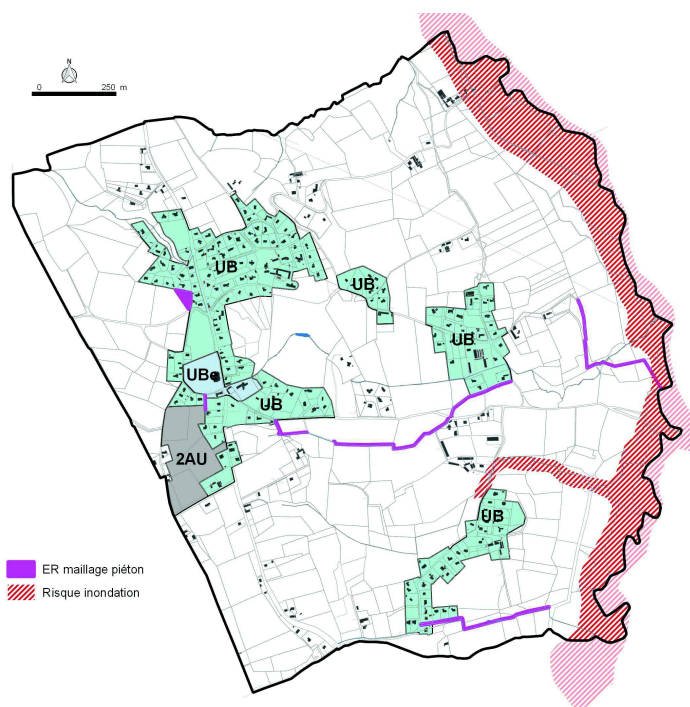 N
0 250 m
UB
UB
UB
UBe
UB
2AU
UB
ER maillage piéton
Risque inondation